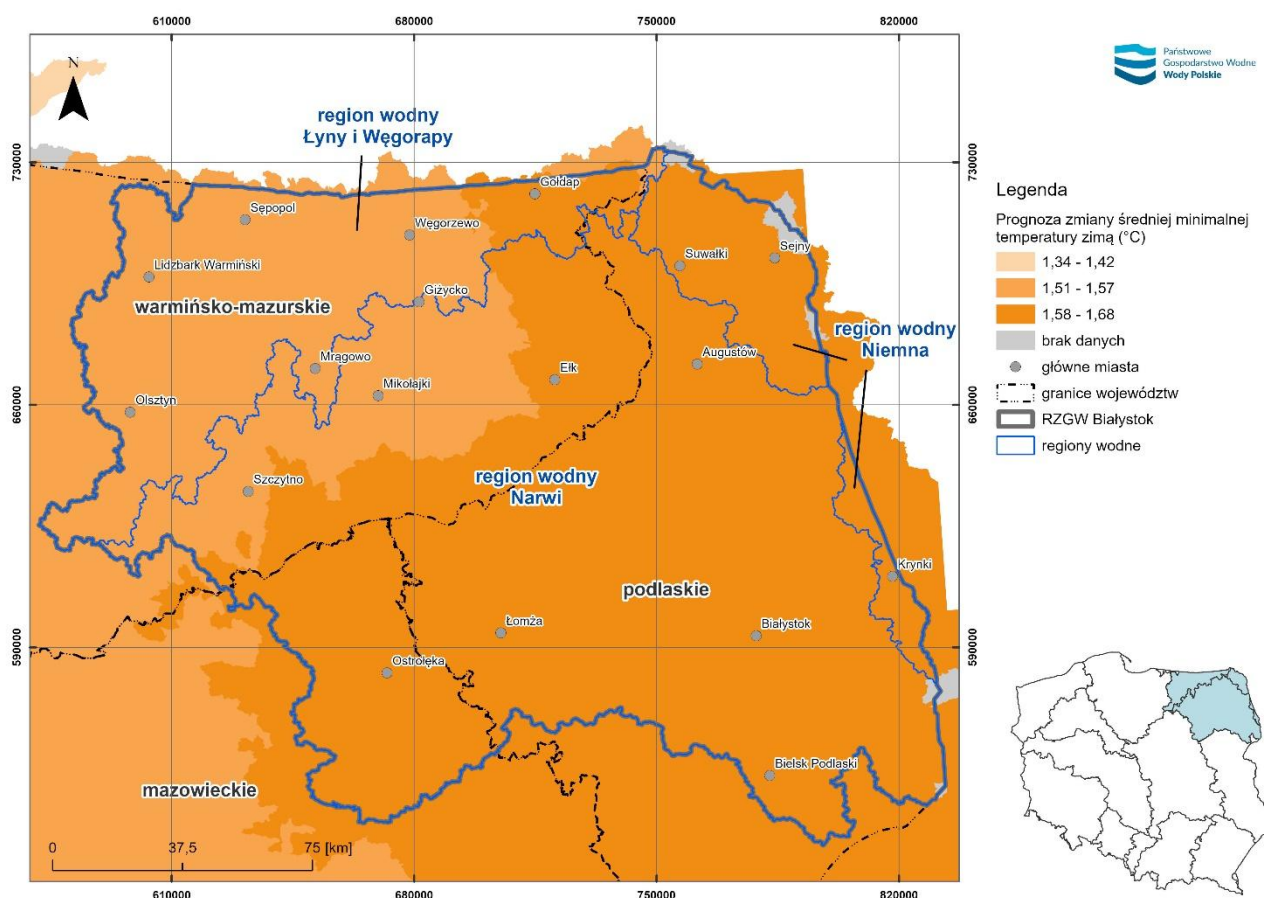 610000 680000 750000 820000
N
Państwowe
Gospodarstwo Wodne
Wody Polskie
region wodny
Łyny i Węgorapy
730000 730000
Gołdap
Sępopol
Węgorzewo
Suwałki
Sejny
Lidzbark Warmiński
Giżycko
warmińsko-mazurskie
region wodny
Niemna
Mrągowo
Augustów
Ełk
Mikołajki
660000 660000
Olsztyn
Szczytno
region wodny
Narwi
Krynki
podlaskie
Łomża
Białystok
590000 590000
Ostrołęka
Bielsk Podlaski
mazowieckie
0 37,5 75 [km]
610000 680000 750000 820000
Legenda
Prognoza zmiany średniej minimalnej
temperatury zimą (°C)
1,34 - 1,42
1,51 - 1,57
1,58 - 1,68
brak danych
główne miasta
granice województw
RZGW Białystok
regiony wodne